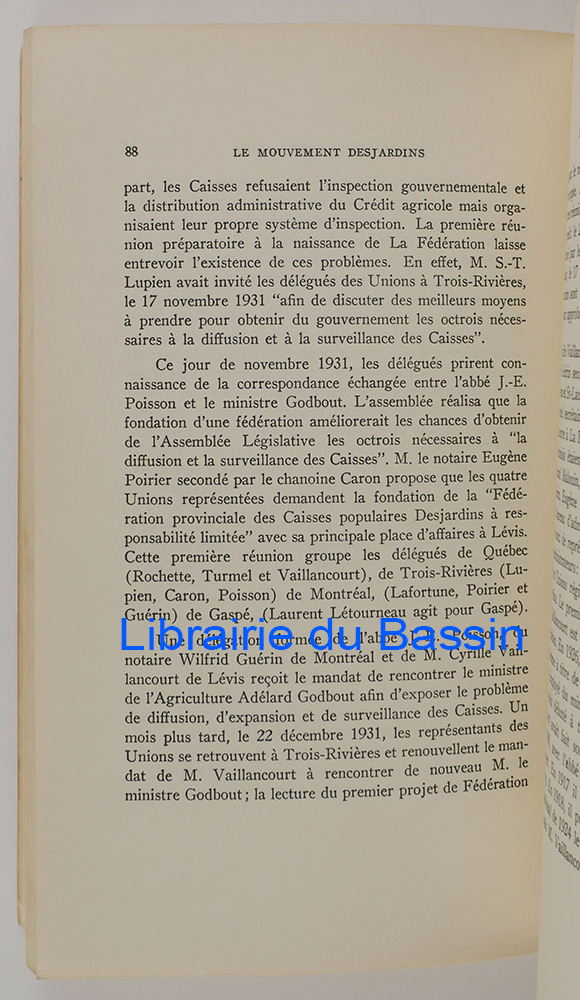 88 LE MOUVEMENT DESJARDINS
part, les Caisses refusaient l'inspection gouvernementale et
la distribution administrative du Crédit agricole mais orga-
nisaient leur propre système d'inspection. La première réu-
nion préparatoire à la naissance de La Fédération laisse
entrevoir l'existence de ces problèmes. En effet, M. S.-T.
Lupien avait invité les délégués des Unions à Trois-Rivières,
le 17 novembre 1931 “afin de discuter des meilleurs moyens
à prendre pour obtenir du gouvernement les octrois néces-
saires à la diffusion et à la surveillance des Caisses”.
Ce jour de novembre 1931, les délégués prirent con-
naissance de la correspondance échangée entre l'abbé J.-E.
Poisson et le ministre Godbout. L'assemblée réalisa que la
fondation d'une fédération améliorerait les chances d'obtenir
de l'Assemblée Législative les octrois nécessaires à “la
diffusion et la surveillance des Caisses”. M. le notaire Eugène
Poirier secondé par le chanoine Caron propose que les quatre
Unions représentées demandent la fondation de la “Fédé-
ration provinciale des Caisses populaires Desjardins à res-
ponsabilité limitée” avec sa principale place d'affaires à Lévis.
Cette première réunion groupe les délégués de Québec
(Rochette, Turmel et Vaillancourt), de Trois-Rivières (Lu-
pien, Caron, Poisson) de Montréal, (Lafortune, Poirier et
Guérin) de Gaspé, (Laurent Létourneau agit pour Gaspé).
Librairie du Bassin
Une délégation formée de l'abbé J.-E. Poisson, du
notaire Wilfrid Guérin de Montréal et de M. Cyrille Vail-
lancourt de Lévis reçoit le mandat de rencontrer le ministre
de l'Agriculture Adélard Godbout afin d'exposer le problème
de diffusion, d'expansion et de surveillance des Caisses. Un
mois plus tard, le 22 décembre 1931, les représentants des
Unions se retrouvent à Trois-Rivières et renouvellent le man-
dat de M. Vaillancourt à rencontrer de nouveau M. le
ministre Godbout ; la lecture du premier projet de Fédération